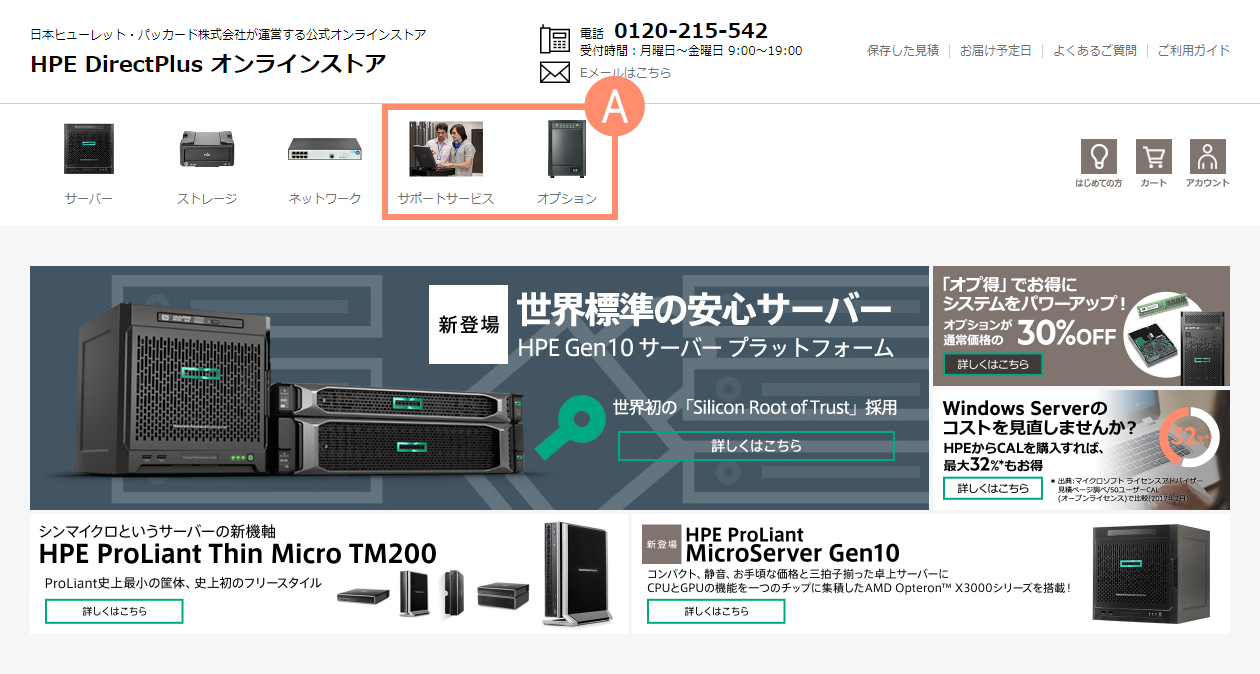 日本ヒューレット・パッカード株式会社が運営する公式オンラインストア
HPE DirectPlus オンラインストア
電話 0120-215-542
受付時間：月曜日～金曜日 9:00～19:00
Eメールはこちら
保存した見積
お届け予定日
よくあるご質問
ご利用ガイド
A
サーバー
ストレージ
ネットワーク
サポートサービス
オプション
はじめての方
カート
アカウント
新登場
世界標準の安心サーバー
HPE Gen10 サーバー プラットフォーム
世界初の「Silicon Root of Trust」採用
詳しくはこちら
「オプ得」でお得に
システムをパワーアップ！
オプションが
通常価格の 30%OFF
詳しくはこちら
Windows Serverの
コストを見直しませんか？
HPEからCALを購入すれば、
最大32%*もお得
32%
詳しくはこちら
* 出典:マイクロソフト ライセンスアドバイザー
見積ページ調べ/50ユーザーCAL
(オープンライセンス)で比較(2017年2月)
シンマイクロというサーバーの新機軸
HPE ProLiant Thin Micro TM200
ProLiant史上最小の筐体、史上初のフリースタイル
詳しくはこちら
新登場
HPE ProLiant
MicroServer Gen10
コンパクト、静音、お手頃な価格と三拍子揃った卓上サーバーに
CPUとGPUの機能を一つのチップに集積したAMD Opteron™ X3000シリーズを搭載！
詳しくはこちら